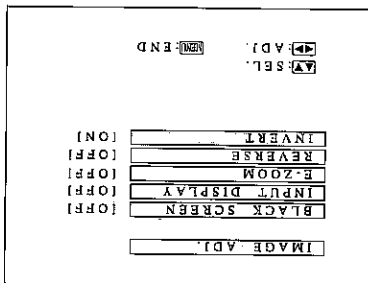 IMAGE ADJ.
BLACK SCREEN [OFF]
INPUT DISPLAY [OFF]
E-ZOOM [OFF]
REVERSE [OFF]
INVERT [ON]
▲▼:SEL.
◀▶:ADJ. MENU:END